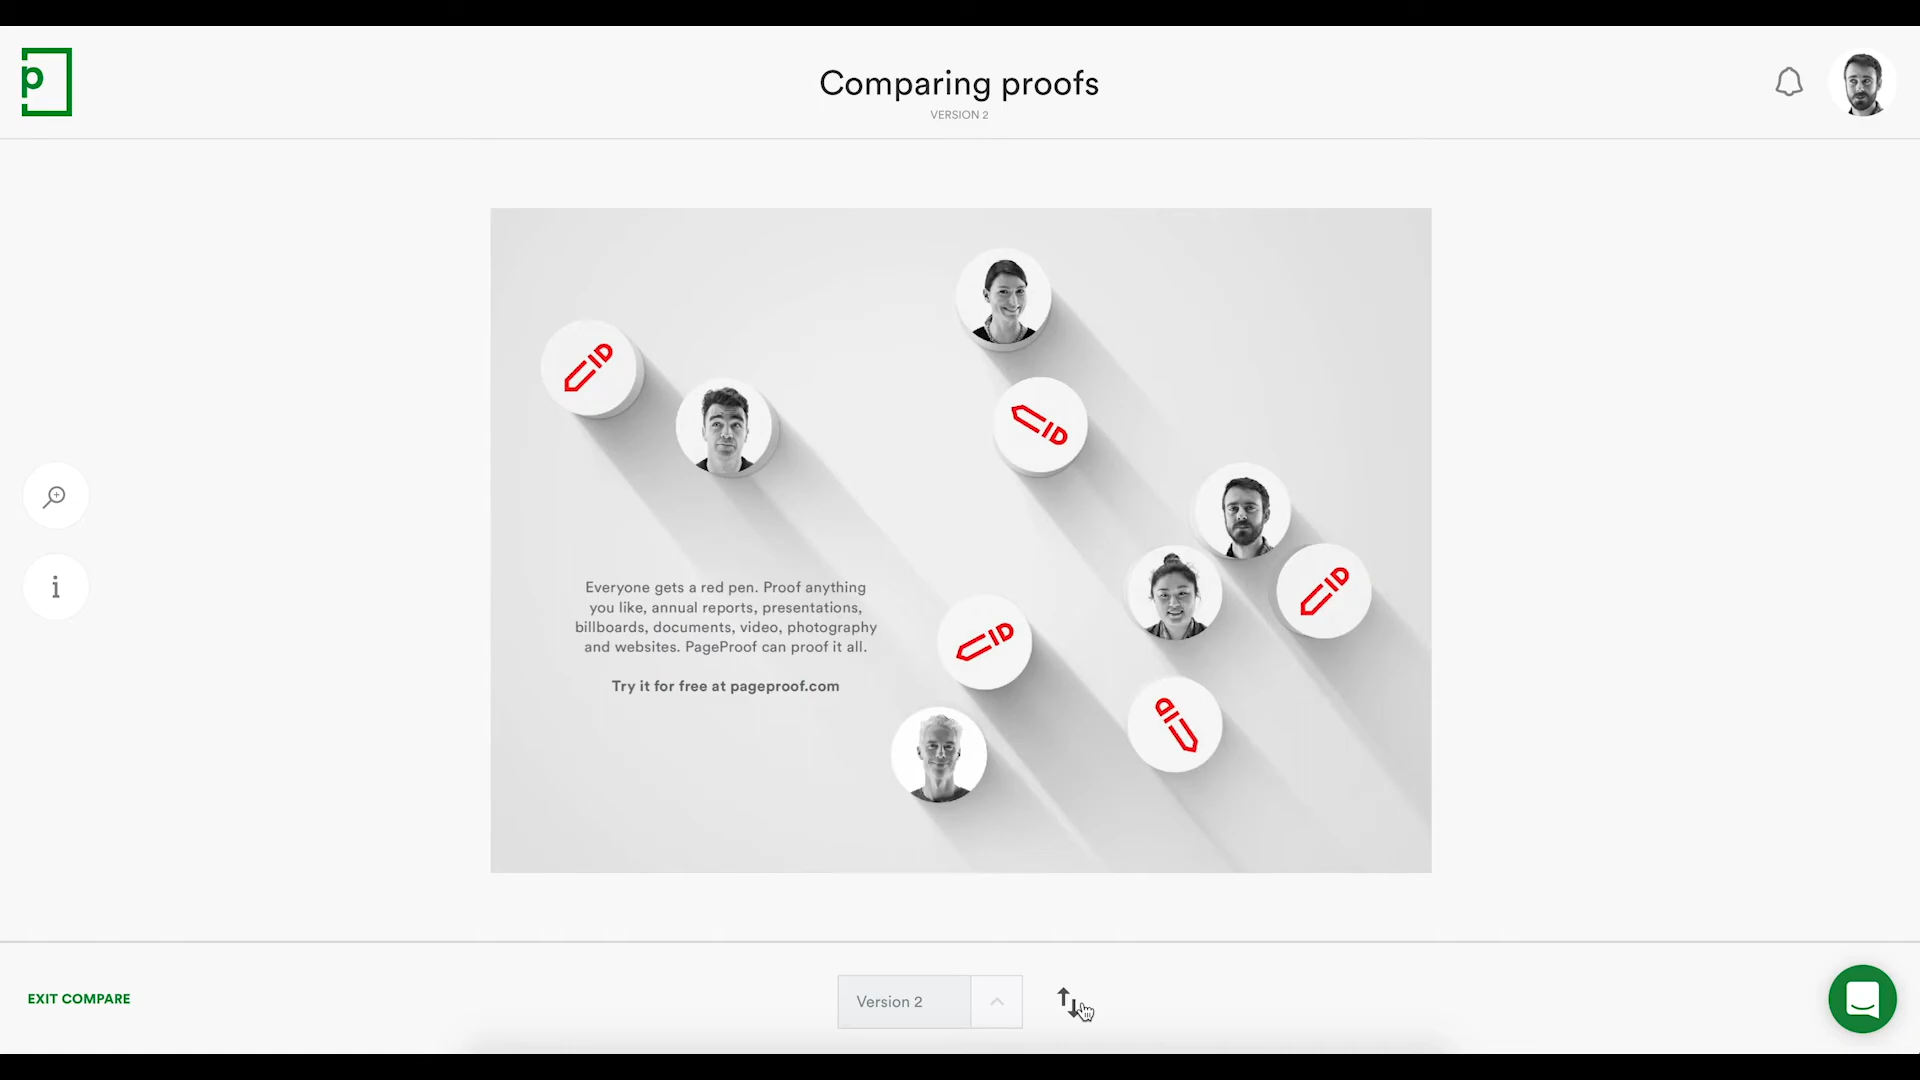 p
Comparing proofs
VERSION 2
Everyone gets a red pen. Proof anything
you like, annual reports, presentations,
billboards, documents, video, photography
and websites. PageProof can proof it all.
Try it for free at pageproof.com
i
EXIT COMPARE
Version 2